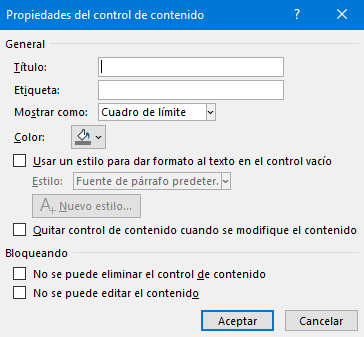 Propiedades del control de contenido ? ×
General
Título:
Etiqueta:
Mostrar como: Cuadro de límite
Color:
Usar un estilo para dar formato al texto en el control vacío
Estilo: Fuente de párrafo predeter.
A+ Nuevo estilo...
Quitar control de contenido cuando se modifique el contenido
Bloqueando
No se puede eliminar el control de contenido
No se puede editar el contenido
Aceptar Cancelar